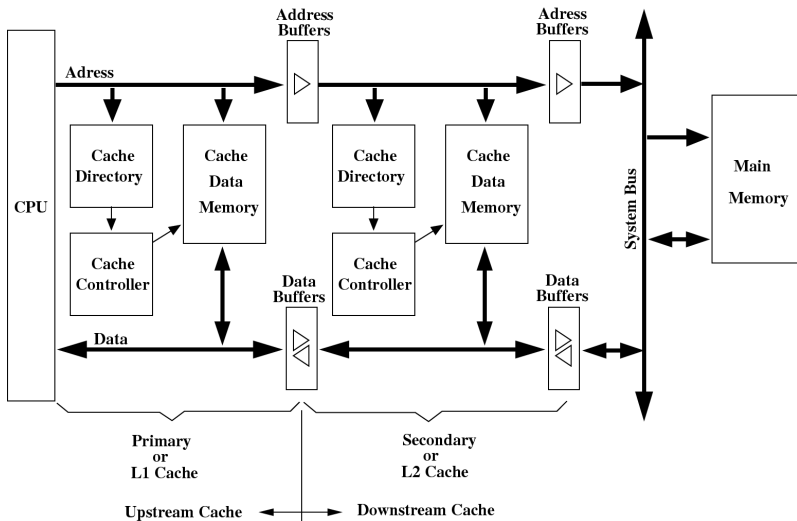 Address
Buffers
Adress
Buffers
Adress
Cache
Directory
Cache
Data
Memory
Cache
Directory
Cache
Data
Memory
Main
Memory
CPU
System Bus
Cache
Controller
Cache
Controller
Data
Buffers
Data
Buffers
Data
Primary
or
L1 Cache
Secondary
or
L2 Cache
Upstream Cache
Downstream Cache